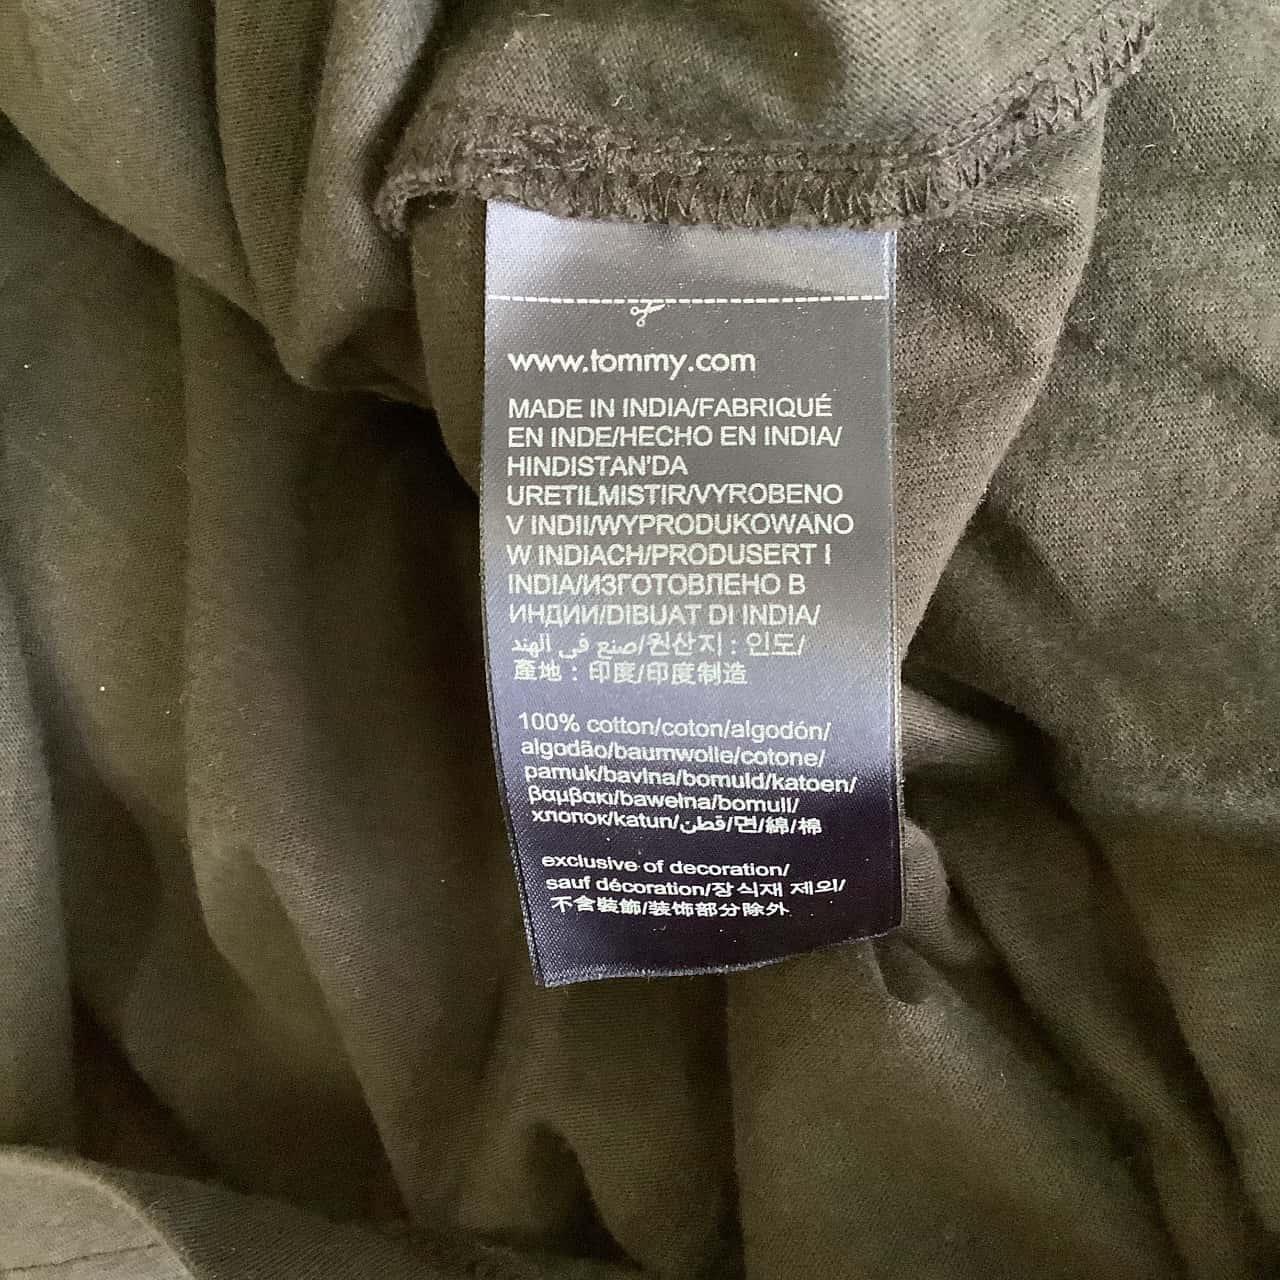 www.tommy.com
MADE IN INDIA/FABRIQUÉ
EN INDE/HECHO EN INDIA/
HINDISTAN'DA
URETILMISTIR/VYROBENO
V INDII/WYPRODUKOWANO
W INDIACH/PRODUSERT I
INDIA/ИЗГОТОВЛЕНО В
ИНДИИ/DIBUAT DI INDIA/
صنع في الهند/원산지 : 인도/
產地 : 印度/印度制造
100% cotton/coton/algodón/
algodão/baumwolle/cotone/
pamuk/bavlna/bomuld/katoen/
βαμβακι/bawełna/bomull/
хлопок/katun/قطن/면/綿/棉
exclusive of decoration/
sauf décoration/장식재 제외/
不含裝飾/装饰部分除外